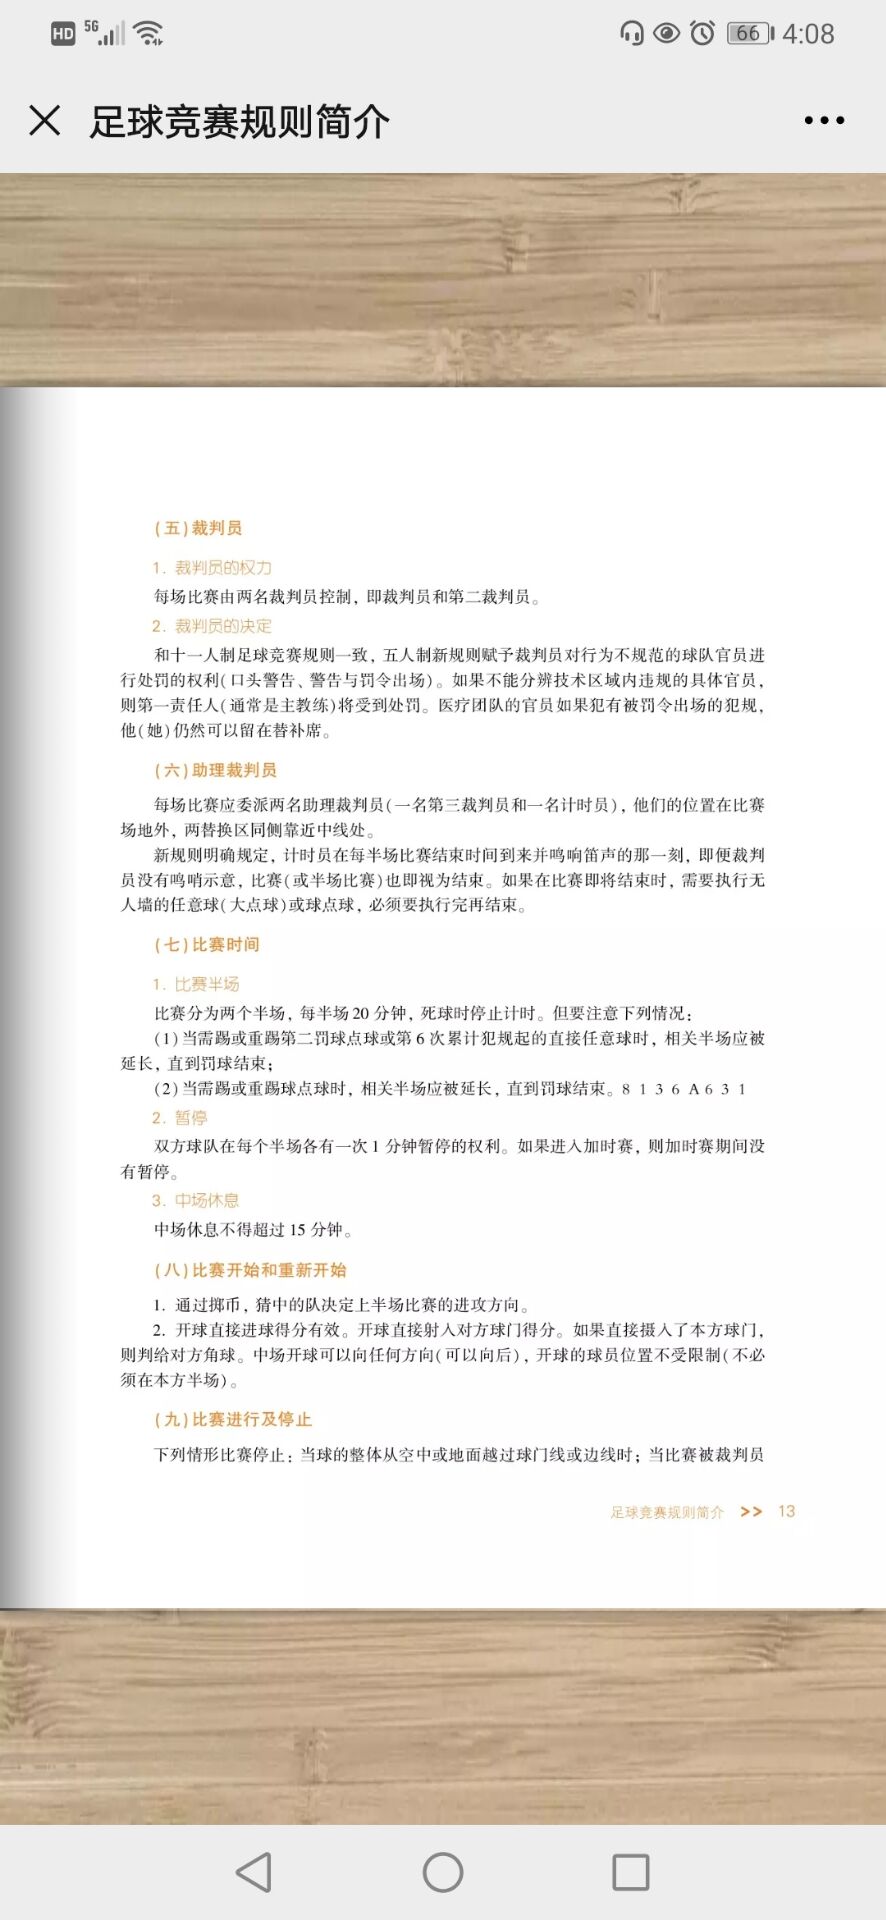 HD 5G 66 4:08
足球竞赛规则简介
(五)裁判员
1. 裁判员的权力
每场比赛由两名裁判员控制，即裁判员和第二裁判员。
2. 裁判员的决定
和十一人制足球竞赛规则一致，五人制新规则赋予裁判员对行为不规范的球队官员进
行处罚的权利(口头警告、警告与罚令出场)。如果不能分辨技术区域内违规的具体官员，
则第一责任人(通常是主教练)将受到处罚。医疗团队的官员如果犯有被罚令出场的犯规，
他(她)仍然可以留在替补席。
(六)助理裁判员
每场比赛应委派两名助理裁判员(一名第三裁判员和一名计时员)，他们的位置在比赛
场地外，两替换区同侧靠近中线处。
新规则明确规定，计时员在每半场比赛结束时间到来并鸣响笛声的那一刻，即便裁判
员没有鸣哨示意，比赛(或半场比赛)也即视为结束。如果在比赛即将结束时，需要执行无
人墙的任意球(大点球)或球点球，必须要执行完再结束。
(七)比赛时间
1. 比赛半场
比赛分为两个半场，每半场 20 分钟，死球时停止计时。但要注意下列情况：
(1)当需踢或重踢第二罚球点球或第 6 次累计犯规起的直接任意球时，相关半场应被
延长，直到罚球结束；
(2)当需踢或重踢球点球时，相关半场应被延长，直到罚球结束。8 1 3 6 A 6 3 1
2. 暂停
双方球队在每个半场各有一次 1 分钟暂停的权利。如果进入加时赛，则加时赛期间没
有暂停。
3. 中场休息
中场休息不得超过 15 分钟。
(八)比赛开始和重新开始
1. 通过掷币，猜中的队决定上半场比赛的进攻方向。
2. 开球直接进球得分有效。开球直接射入对方球门得分。如果直接摄入了本方球门，
则判给对方角球。中场开球可以向任何方向(可以向后)，开球的球员位置不受限制(不必
须在本方半场)。
(九)比赛进行及停止
下列情形比赛停止：当球的整体从空中或地面越过球门线或边线时；当比赛被裁判员
足球竞赛规则简介 >> 13